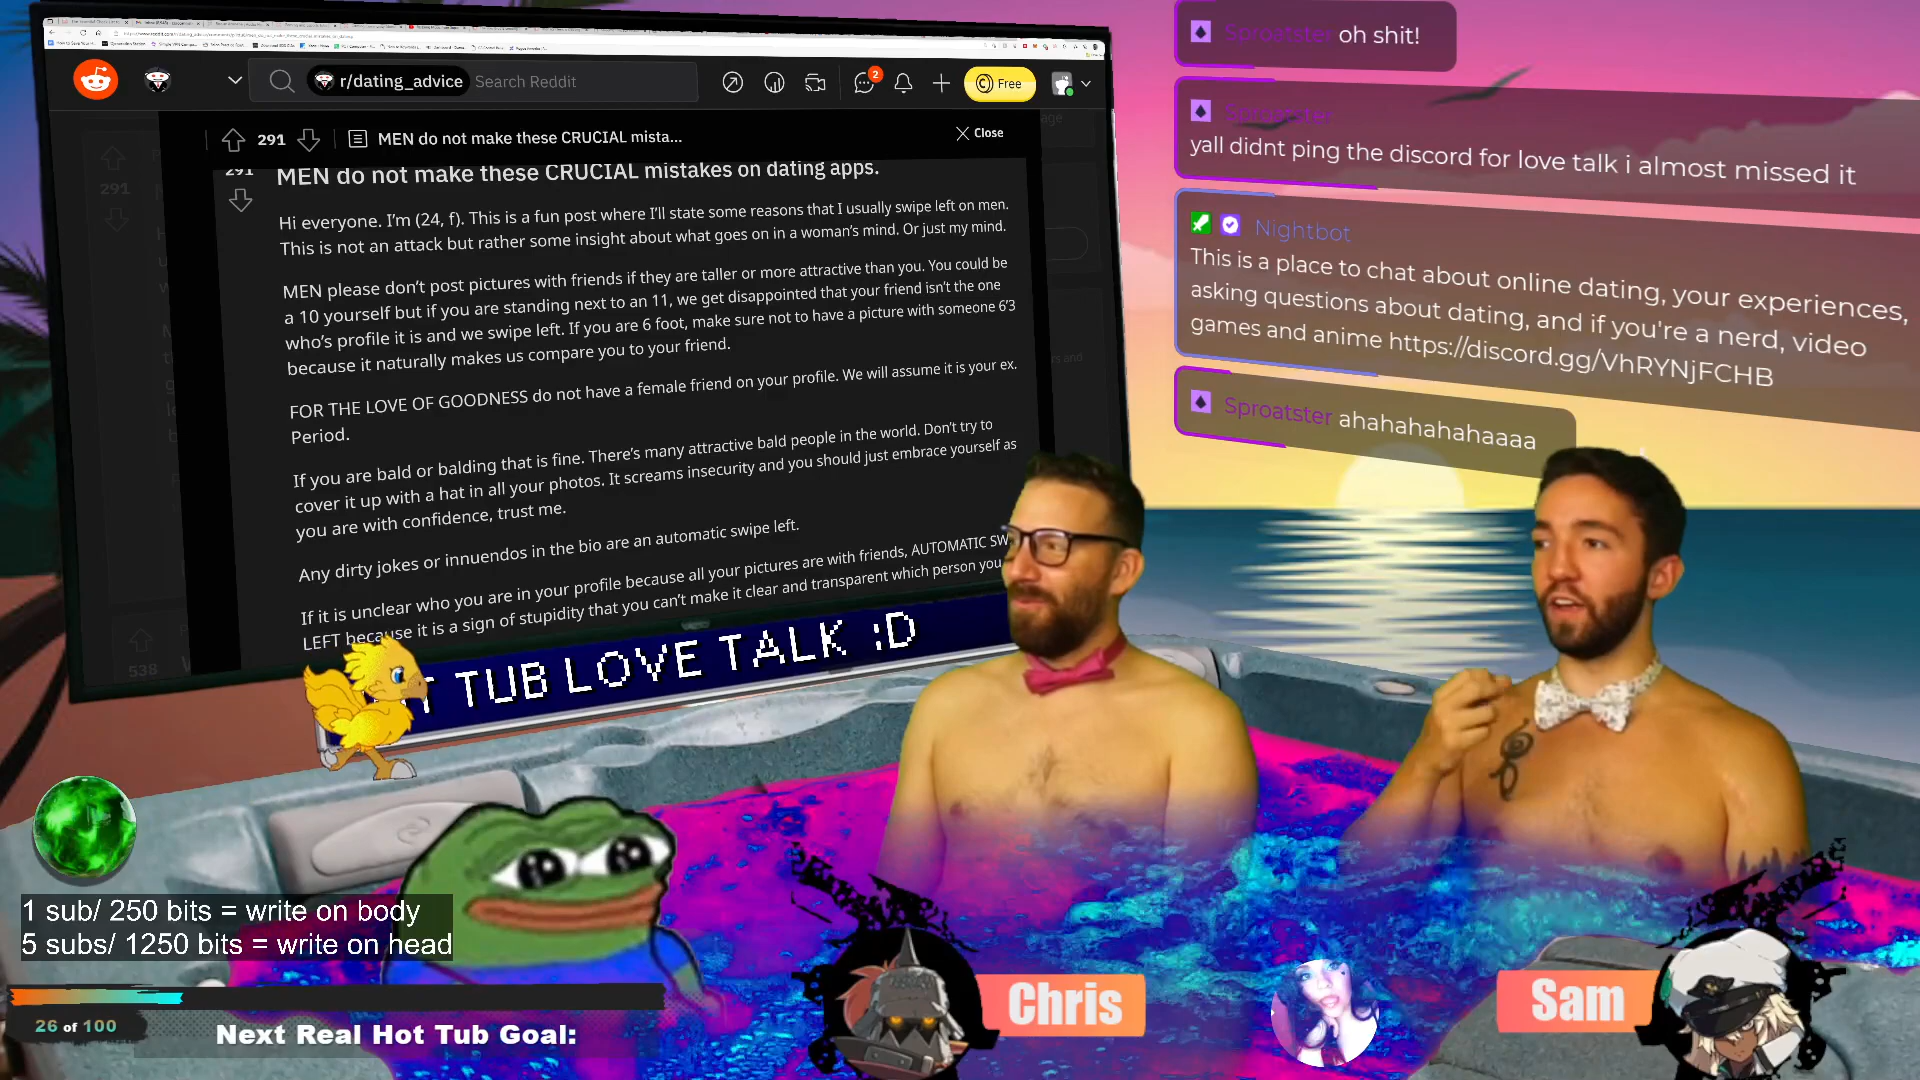 r/dating_advice
Search Reddit
2
Free
291
MEN do not make these CRUCIAL mista...
Close
291
MEN do not make these CRUCIAL mistakes on dating apps.
Hi everyone. I'm (24, f). This is a fun post where I'll state some reasons that I usually swipe left on men.
This is not an attack but rather some insight about what goes on in a woman's mind. Or just my mind.
MEN please don't post pictures with friends if they are taller or more attractive than you. You could be
a 10 yourself but if you are standing next to an 11, we get disappointed that your friend isn't the one
who's profile it is and we swipe left. If you are 6 foot, make sure not to have a picture with someone 6'3
because it naturally makes us compare you to your friend.
FOR THE LOVE OF GOODNESS do not have a female friend on your profile. We will assume it is your ex.
Period.
If you are bald or balding that is fine. There's many attractive bald people in the world. Don't try to
cover it up with a hat in all your photos. It screams insecurity and you should just embrace yourself as
you are with confidence, trust me.
Any dirty jokes or innuendos in the bio are an automatic swipe left.
If it is unclear who you are in your profile because all your pictures are with friends, AUTOMATIC SW
LEFT because it is a sign of stupidity that you can't make it clear and transparent which person you
291
538
TUB LOVE TALK :D
Sproatster oh shit!
Sproatster
yall didnt ping the discord for love talk i almost missed it
Nightbot
This is a place to chat about online dating, your experiences,
asking questions about dating, and if you're a nerd, video
games and anime https://discord.gg/VhRYNjFCHB
Sproatster ahahahahahaaaa
1 sub/ 250 bits = write on body
5 subs/ 1250 bits = write on head
26 of 100
Next Real Hot Tub Goal:
Chris
Sam